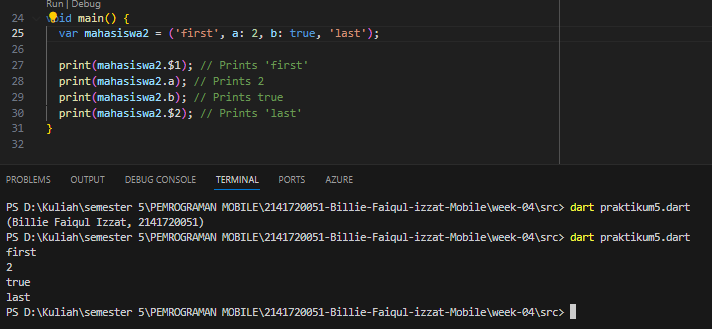 Run | Debug
24 void main() {
25 var mahasiswa2 = ('first', a: 2, b: true, 'last');
26
27 print(mahasiswa2.$1); // Prints 'first'
28 print(mahasiswa2.a); // Prints 2
29 print(mahasiswa2.b); // Prints true
30 print(mahasiswa2.$2); // Prints 'last'
31 }
32
PROBLEMS OUTPUT DEBUG CONSOLE TERMINAL PORTS AZURE
PS D:\Kuliah\semester 5\PEMROGRAMAN MOBILE\2141720051-Billie-Faiqul-izzat-Mobile\week-04\src> dart praktikum5.dart
(Billie Faiqul Izzat, 2141720051)
PS D:\Kuliah\semester 5\PEMROGRAMAN MOBILE\2141720051-Billie-Faiqul-izzat-Mobile\week-04\src> dart praktikum5.dart
first
2
true
last
PS D:\Kuliah\semester 5\PEMROGRAMAN MOBILE\2141720051-Billie-Faiqul-izzat-Mobile\week-04\src>